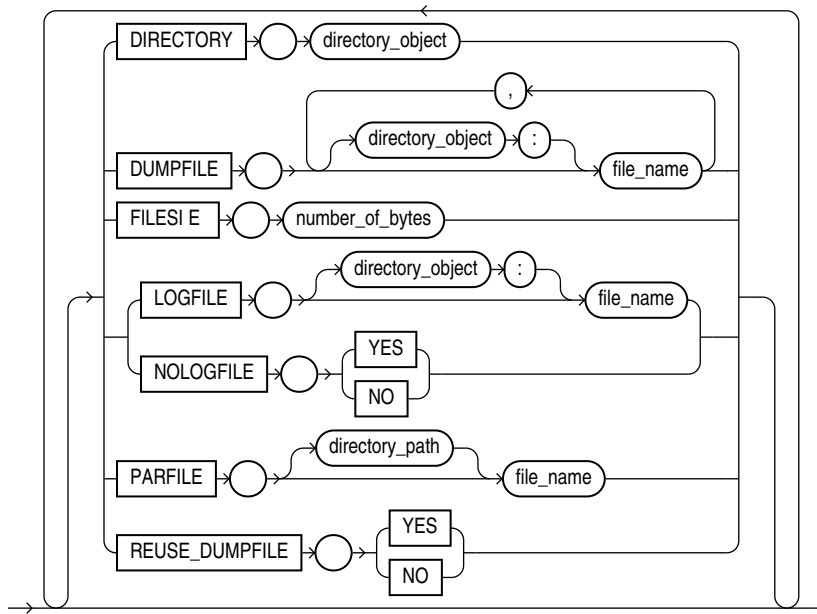 DIRECTORY directory_object
,
directory_object :
DUMPFILE file_name
FILESI E number_of_bytes
directory_object :
LOGFILE file_name
YES
NOLOGFILE
NO
directory_path
PARFILE file_name
YES
REUSE_DUMPFILE
NO